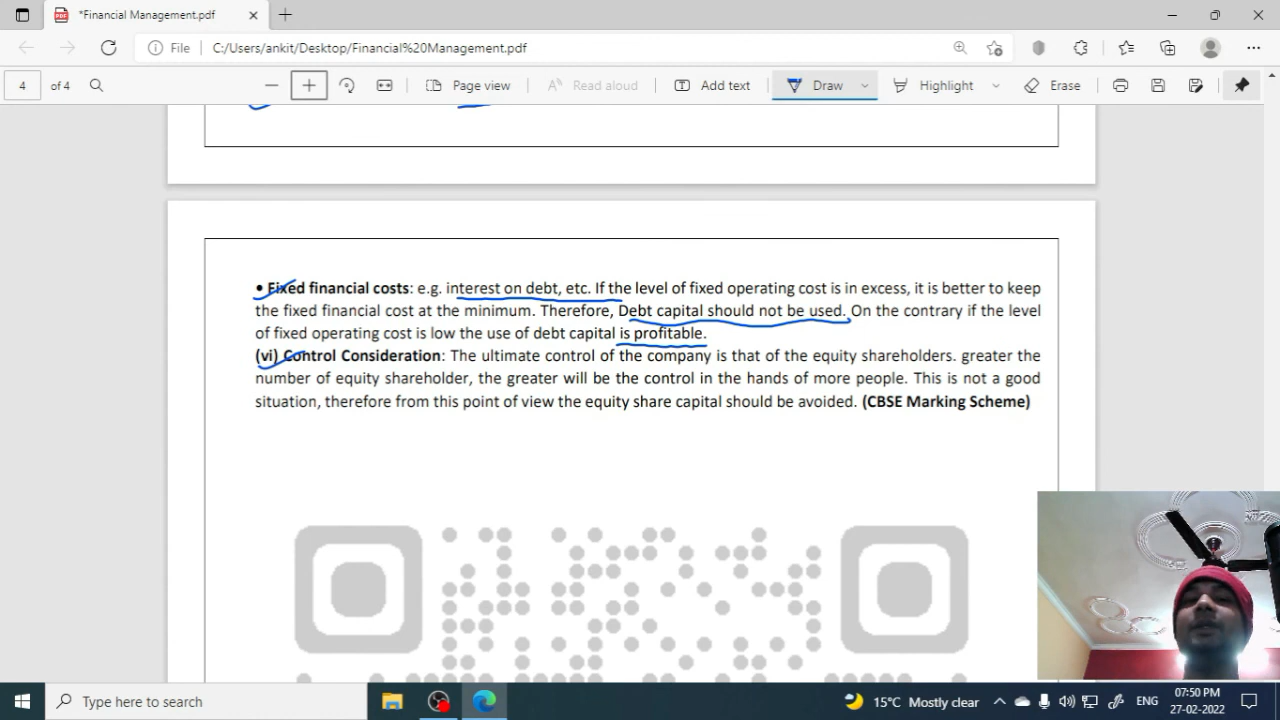 *Financial Management.pdf
File C:/Users/ankit/Desktop/Financial%20Management.pdf
4 of 4 Page view Read aloud Add text Draw Highlight Erase
• Fixed financial costs: e.g. interest on debt, etc. If the level of fixed operating cost is in excess, it is better to keep
the fixed financial cost at the minimum. Therefore, Debt capital should not be used. On the contrary if the level
of fixed operating cost is low the use of debt capital is profitable.
(vi) Control Consideration: The ultimate control of the company is that of the equity shareholders. greater the
number of equity shareholder, the greater will be the control in the hands of more people. This is not a good
situation, therefore from this point of view the equity share capital should be avoided. (CBSE Marking Scheme)
Type here to search
15°C Mostly clear
ENG
07:50 PM
27-02-2022